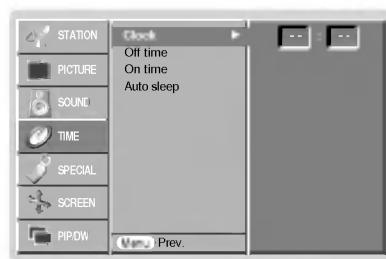 STATION
PICTURE
SOUND
TIME
SPECIAL
SCREEN
PIP/DW
Clock
Off time
On time
Auto sleep
Menu Prev.
-- : --